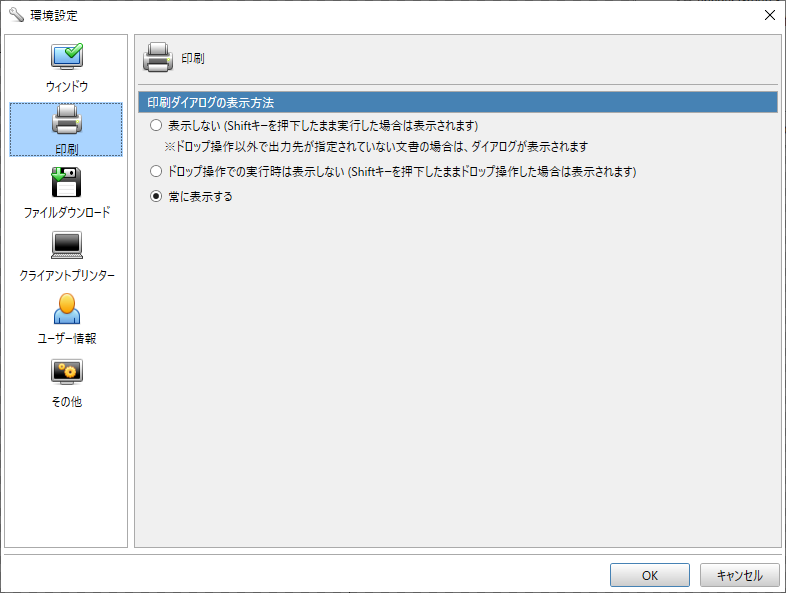 環境設定
ウィンドウ
印刷
ファイルダウンロード
クライアントプリンター
ユーザー情報
その他
印刷
印刷ダイアログの表示方法
表示しない (Shiftキーを押下したまま実行した場合は表示されます)
※ドロップ操作以外で出力先が指定されていない文書の場合は、ダイアログが表示されます
ドロップ操作での実行時は表示しない (Shiftキーを押下したままドロップ操作した場合は表示されます)
常に表示する
OK
キャンセル